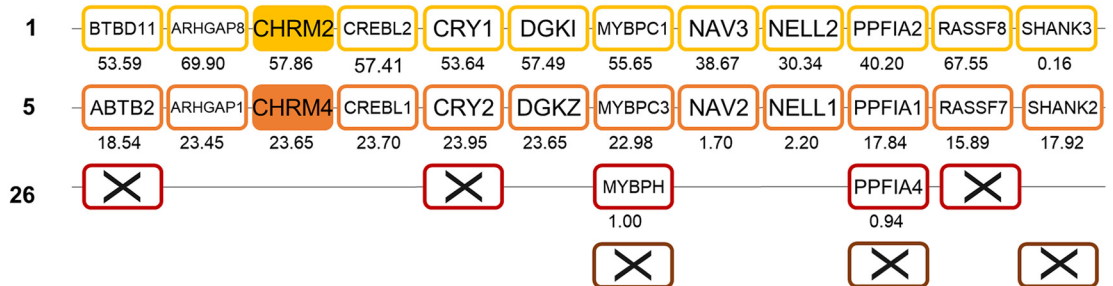 1 BTBD11 ARHGAP8 CHRM2 CREBL2 CRY1 DGKI MYBPC1 NAV3 NELL2 PPFIA2 RASSF8 SHANK3
53.59 69.90 57.86 57.41 53.64 57.49 55.65 38.67 30.34 40.20 67.55 0.16
5 ABTB2 ARHGAP1 CHRM4 CREBL1 CRY2 DGKZ MYBPC3 NAV2 NELL1 PPFIA1 RASSF7 SHANK2
18.54 23.45 23.65 23.70 23.95 23.65 22.98 1.70 2.20 17.84 15.89 17.92
26 X X MYBPH PPFIA4 X
1.00 0.94
X X X